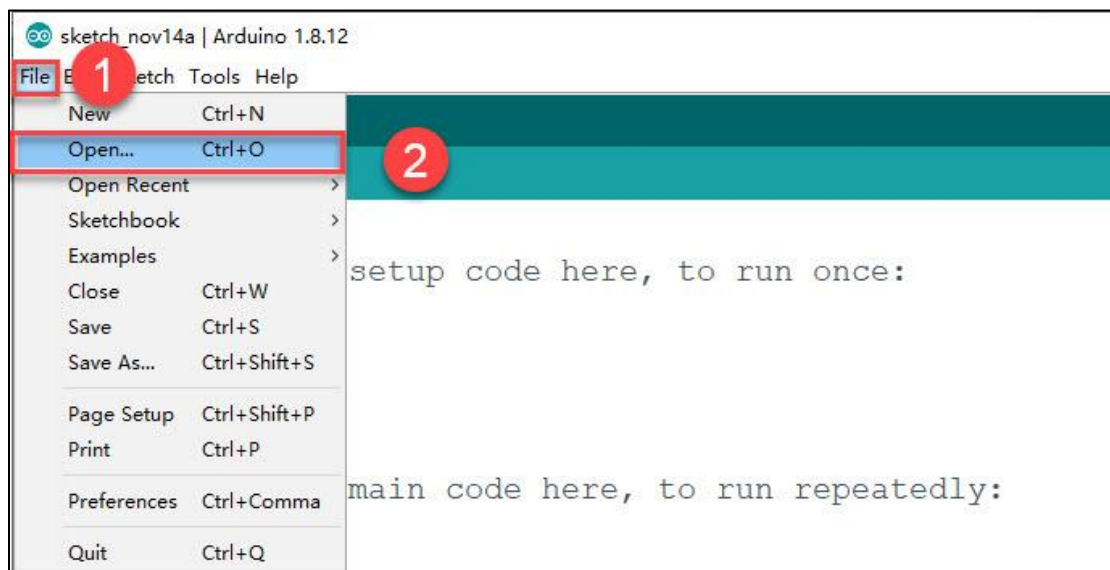 sketch_nov14a | Arduino 1.8.12
File E etch Tools Help
1
New Ctrl+N
Open... Ctrl+O
2
Open Recent >
Sketchbook >
Examples >
setup code here, to run once:
Close Ctrl+W
Save Ctrl+S
Save As... Ctrl+Shift+S
Page Setup Ctrl+Shift+P
Print Ctrl+P
main code here, to run repeatedly:
Preferences Ctrl+Comma
Quit Ctrl+Q